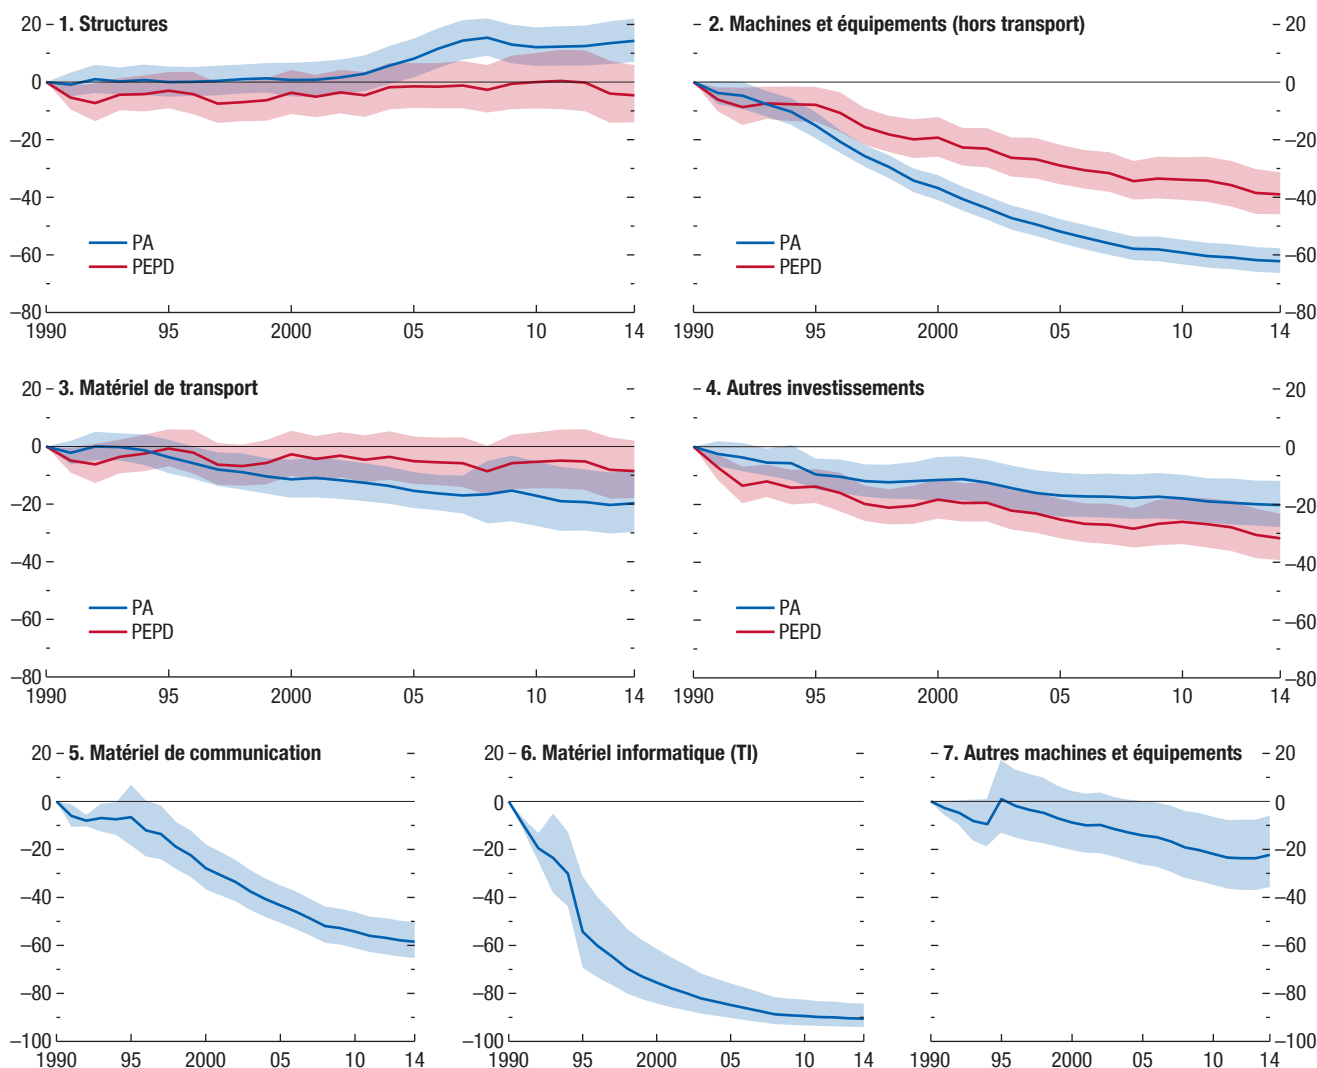 1. Structures
20
0
–20
–40
–60
–80
PA
PEPD
1990 95 2000 05 10 14
2. Machines et équipements (hors transport)
20
0
–20
–40
–60
–80
PA
PEPD
1990 95 2000 05 10 14
3. Matériel de transport
20
0
–20
–40
–60
–80
PA
PEPD
1990 95 2000 05 10 14
4. Autres investissements
20
0
–20
–40
–60
–80
PA
PEPD
1990 95 2000 05 10 14
5. Matériel de communication
20
0
–20
–40
–60
–80
–100
1990 95 2000 05 10 14
6. Matériel informatique (TI)
20
0
–20
–40
–60
–80
–100
1990 95 2000 05 10 14
7. Autres machines et équipements
20
0
–20
–40
–60
–80
–100
1990 95 2000 05 10 14